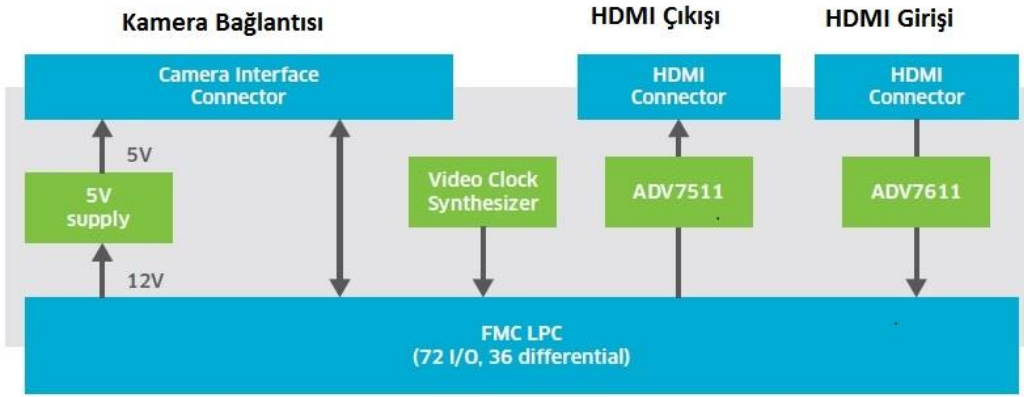 Kamera Bağlantısı
HDMI Çıkışı
HDMI Girişi
Camera Interface
Connector
HDMI
Connector
HDMI
Connector
5V
5V
supply
12V
Video Clock
Synthesizer
ADV7511
ADV7611
FMC LPC
(72 I/O, 36 differential)